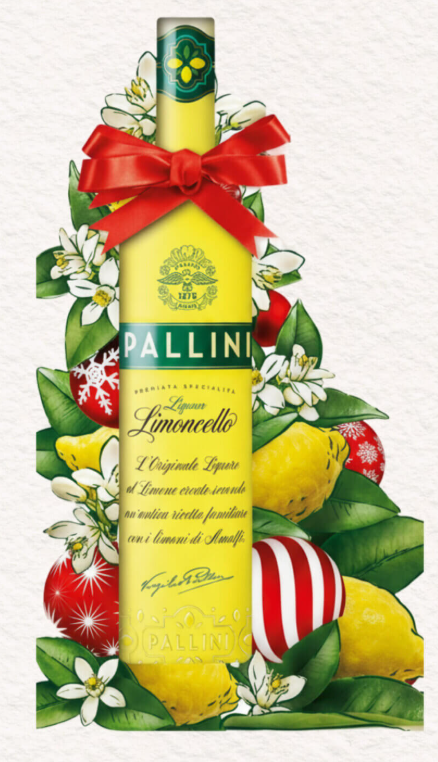 1875
PALLINI
PREMIATA SPECIALITÀ
Liquore
Limoncello
L'Originale Liquore
al Limone creato secondo
un'antica ricetta familiare
con i limoni di Amalfi.
PALLINI